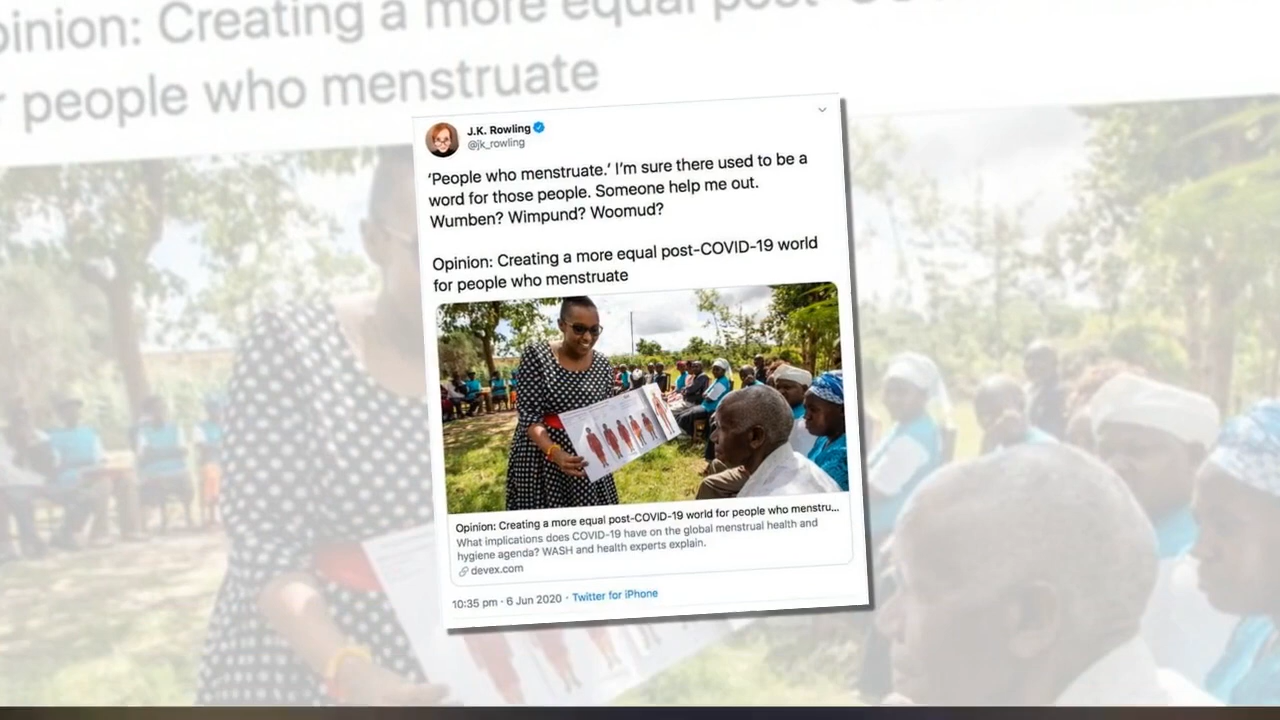 pinion: Creating a more equal post-
people who menstruate
J.K. Rowling
@jk_rowling
‘People who menstruate.’ I’m sure there used to be a
word for those people. Someone help me out.
Wumben? Wimpund? Woomud?
Opinion: Creating a more equal post-COVID-19 world
for people who menstruate
Opinion: Creating a more equal post-COVID-19 world for people who menstru...
What implications does COVID-19 have on the global menstrual health and
hygiene agenda? WASH and health experts explain.
devex.com
10:35 pm · 6 Jun 2020 · Twitter for iPhone